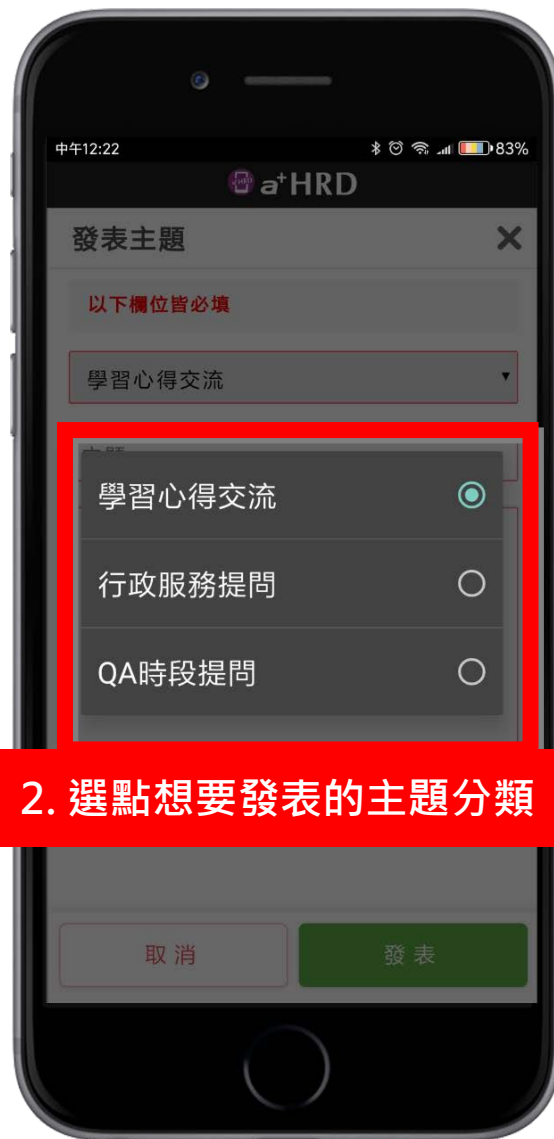 中午12:22 83%
a+HRD
發表主題
以下欄位皆必填
學習心得交流
主題
學習心得交流
行政服務提問
QA時段提問
2. 選點想要發表的主題分類
取消 發表